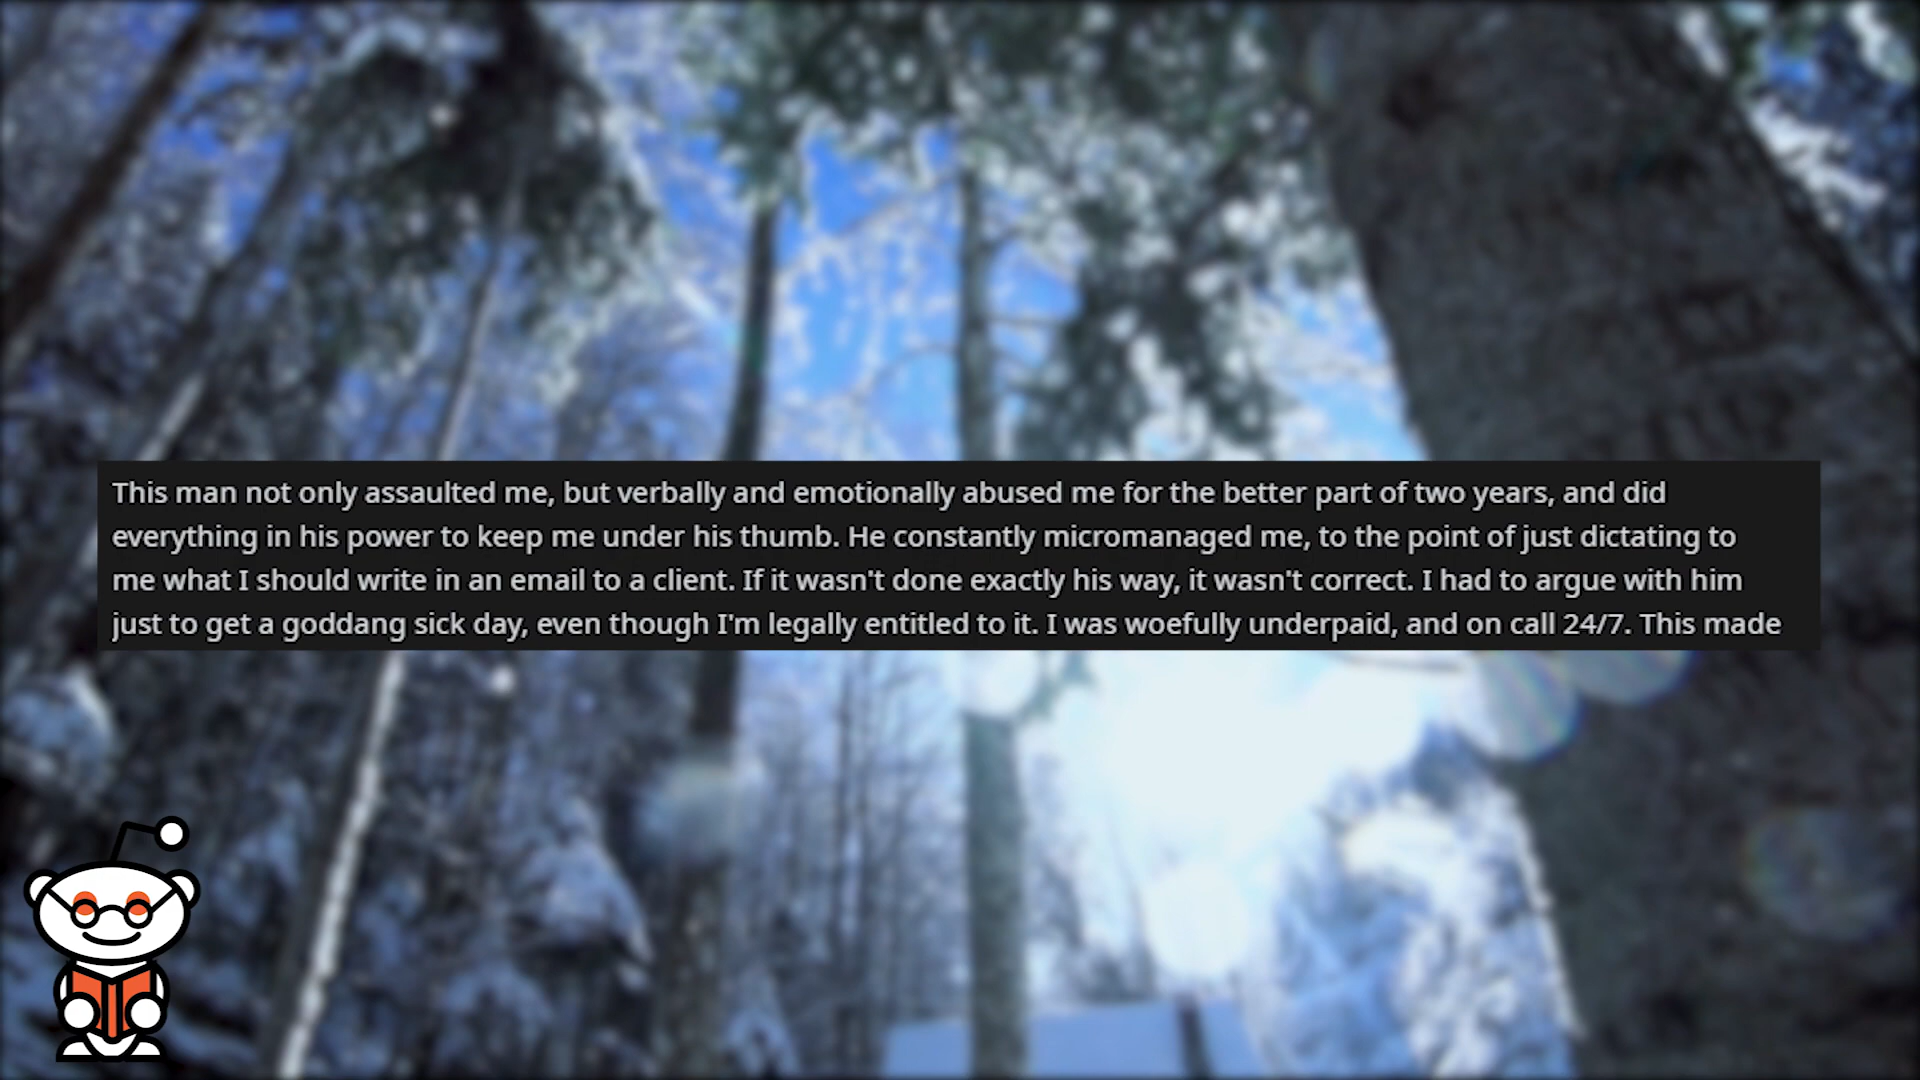 This man not only assaulted me, but verbally and emotionally abused me for the better part of two years, and did
everything in his power to keep me under his thumb. He constantly micromanaged me, to the point of just dictating to
me what I should write in an email to a client. If it wasn't done exactly his way, it wasn't correct. I had to argue with him
just to get a goddang sick day, even though I'm legally entitled to it. I was woefully underpaid, and on call 24/7. This made